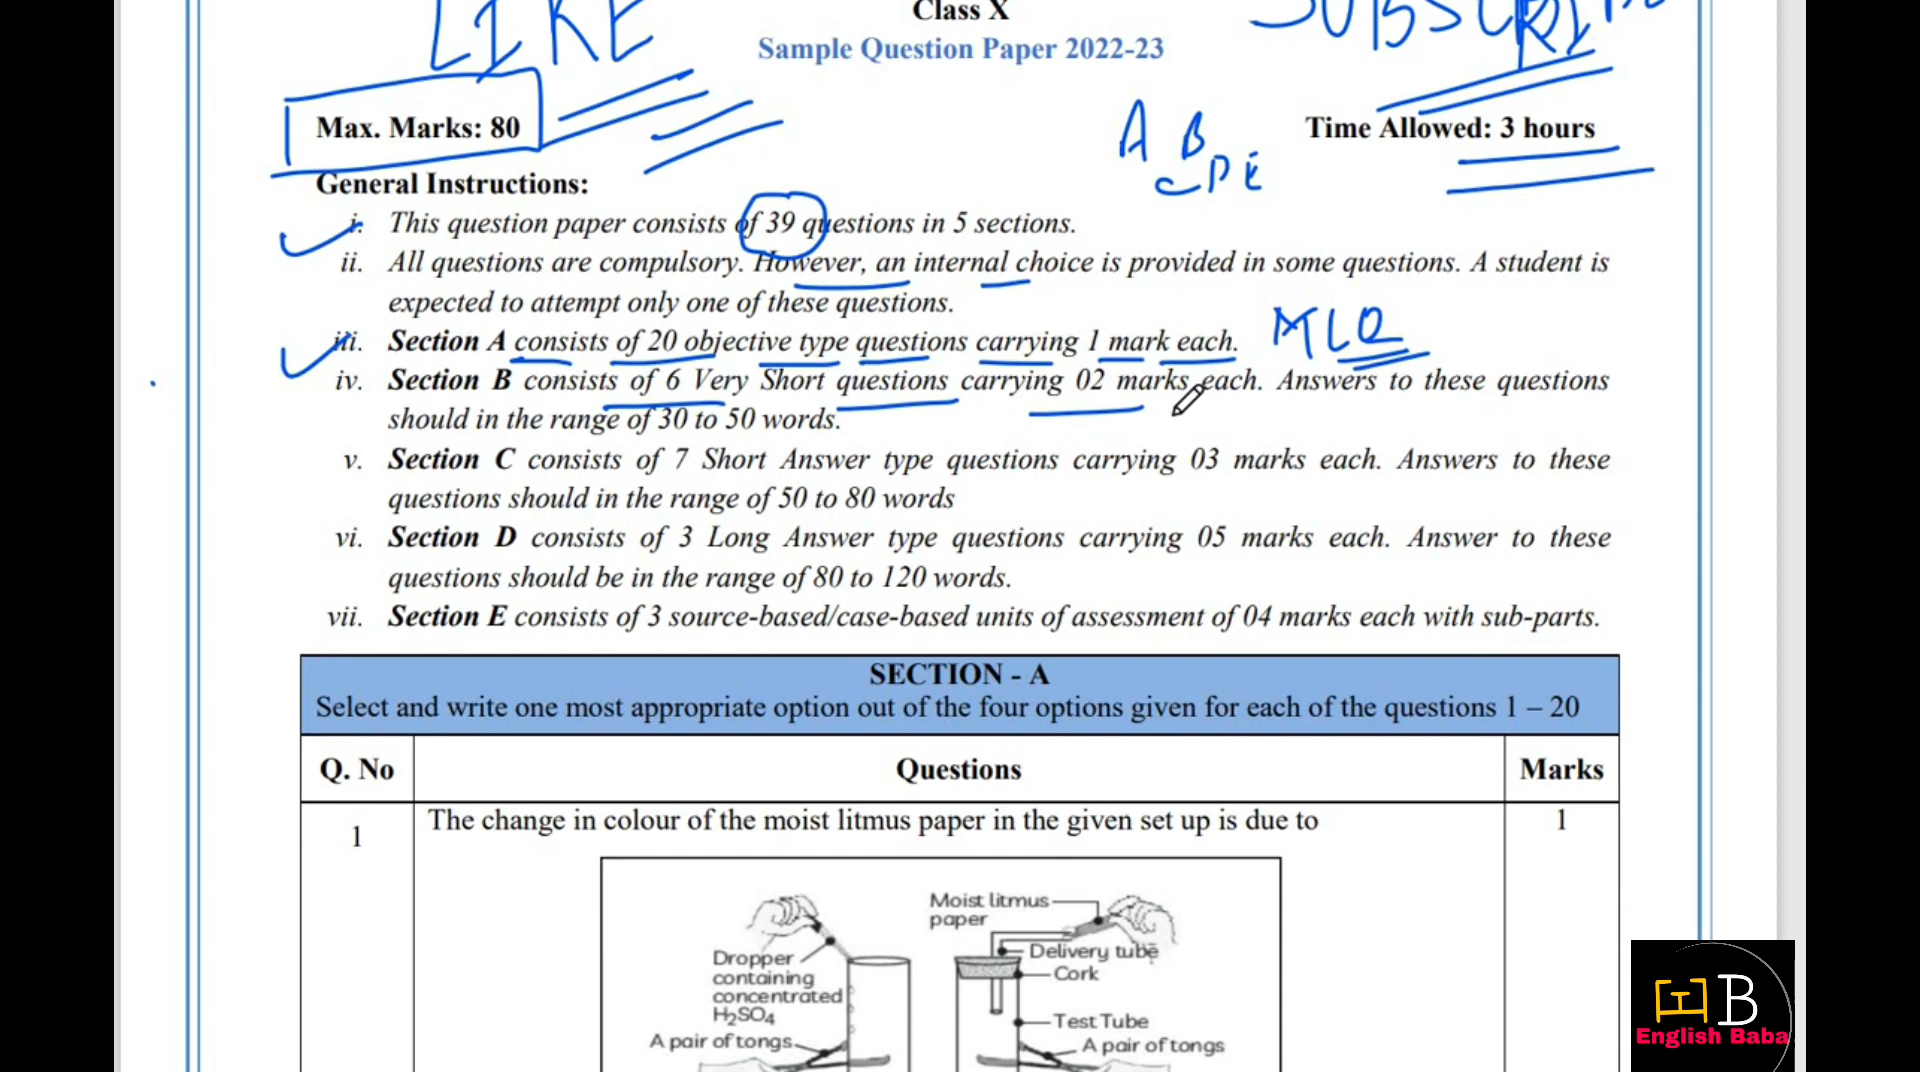 LIKE
Class X
SUBSCRIBE
Sample Question Paper 2022-23
Max. Marks: 80
A B
C D E
Time Allowed: 3 hours
General Instructions:
i. This question paper consists of 39 questions in 5 sections.
ii. All questions are compulsory. However, an internal choice is provided in some questions. A student is
expected to attempt only one of these questions.
iii. Section A consists of 20 objective type questions carrying 1 mark each. MCQ
iv. Section B consists of 6 Very Short questions carrying 02 marks each. Answers to these questions
should in the range of 30 to 50 words.
v. Section C consists of 7 Short Answer type questions carrying 03 marks each. Answers to these
questions should in the range of 50 to 80 words
vi. Section D consists of 3 Long Answer type questions carrying 05 marks each. Answer to these
questions should be in the range of 80 to 120 words.
vii. Section E consists of 3 source-based/case-based units of assessment of 04 marks each with sub-parts.
SECTION - A
Select and write one most appropriate option out of the four options given for each of the questions 1 – 20
Q. No Questions Marks
1 The change in colour of the moist litmus paper in the given set up is due to 1
Dropper
containing
concentrated
H2SO4
A pair of tongs
Moist litmus
paper
Delivery tube
Cork
Test Tube
A pair of tongs
B
English Baba